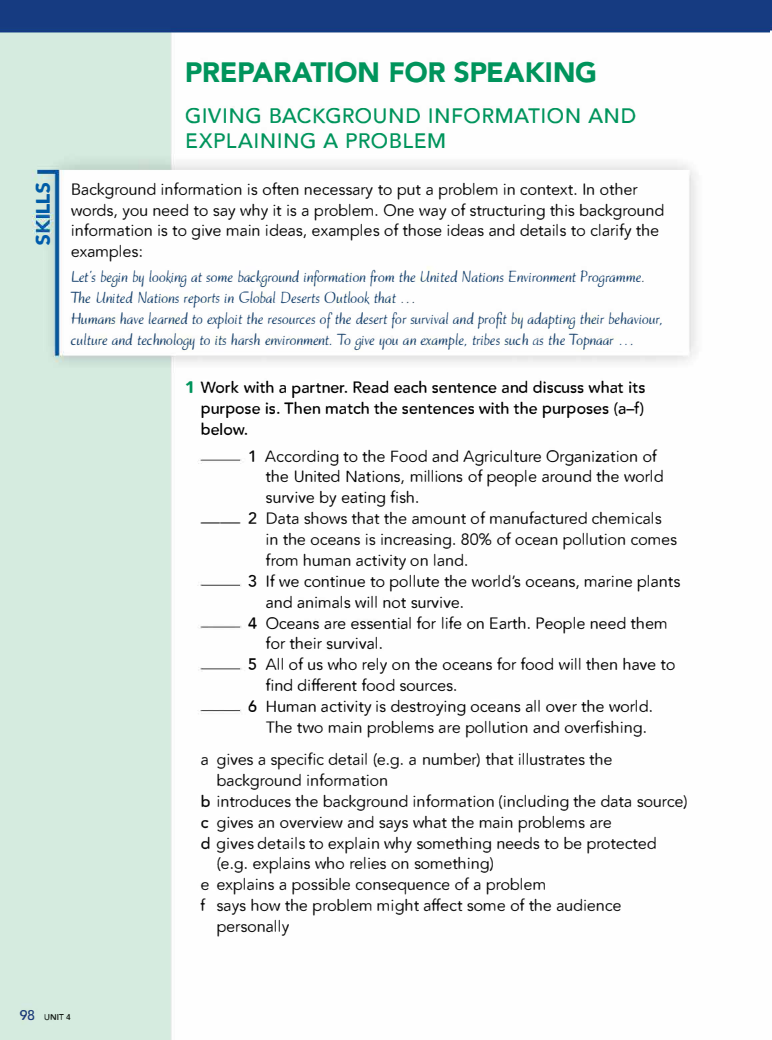 PREPARATION FOR SPEAKING
GIVING BACKGROUND INFORMATION AND
EXPLAINING A PROBLEM
SKILLS
Background information is often necessary to put a problem in context. In other
words, you need to say why it is a problem. One way of structuring this background
information is to give main ideas, examples of those ideas and details to clarify the
examples:
Let's begin by looking at some background information from the United Nations Environment Programme.
The United Nations reports in Global Deserts Outlook that ...
Humans have learned to exploit the resources of the desert for survival and profit by adapting their behaviour,
culture and technology to its harsh environment. To give you an example, tribes such as the Topnaar ...
1 Work with a partner. Read each sentence and discuss what its
purpose is. Then match the sentences with the purposes (a–f)
below.
_____ 1 According to the Food and Agriculture Organization of
the United Nations, millions of people around the world
survive by eating fish.
_____ 2 Data shows that the amount of manufactured chemicals
in the oceans is increasing. 80% of ocean pollution comes
from human activity on land.
_____ 3 If we continue to pollute the world's oceans, marine plants
and animals will not survive.
_____ 4 Oceans are essential for life on Earth. People need them
for their survival.
_____ 5 All of us who rely on the oceans for food will then have to
find different food sources.
_____ 6 Human activity is destroying oceans all over the world.
The two main problems are pollution and overfishing.
a gives a specific detail (e.g. a number) that illustrates the
background information
b introduces the background information (including the data source)
c gives an overview and says what the main problems are
d gives details to explain why something needs to be protected
(e.g. explains who relies on something)
e explains a possible consequence of a problem
f says how the problem might affect some of the audience
personally
98 UNIT 4